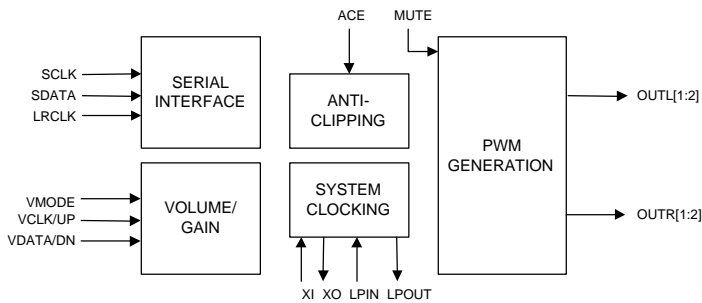 ACE
MUTE
SCLK
SDATA
LRCLK
SERIAL
INTERFACE
ANTI-
CLIPPING
PWM
GENERATION
OUTL[1:2]
OUTR[1:2]
VMODE
VCLK/UP
VDATA/DN
VOLUME/
GAIN
SYSTEM
CLOCKING
XI XO LPIN LPOUT